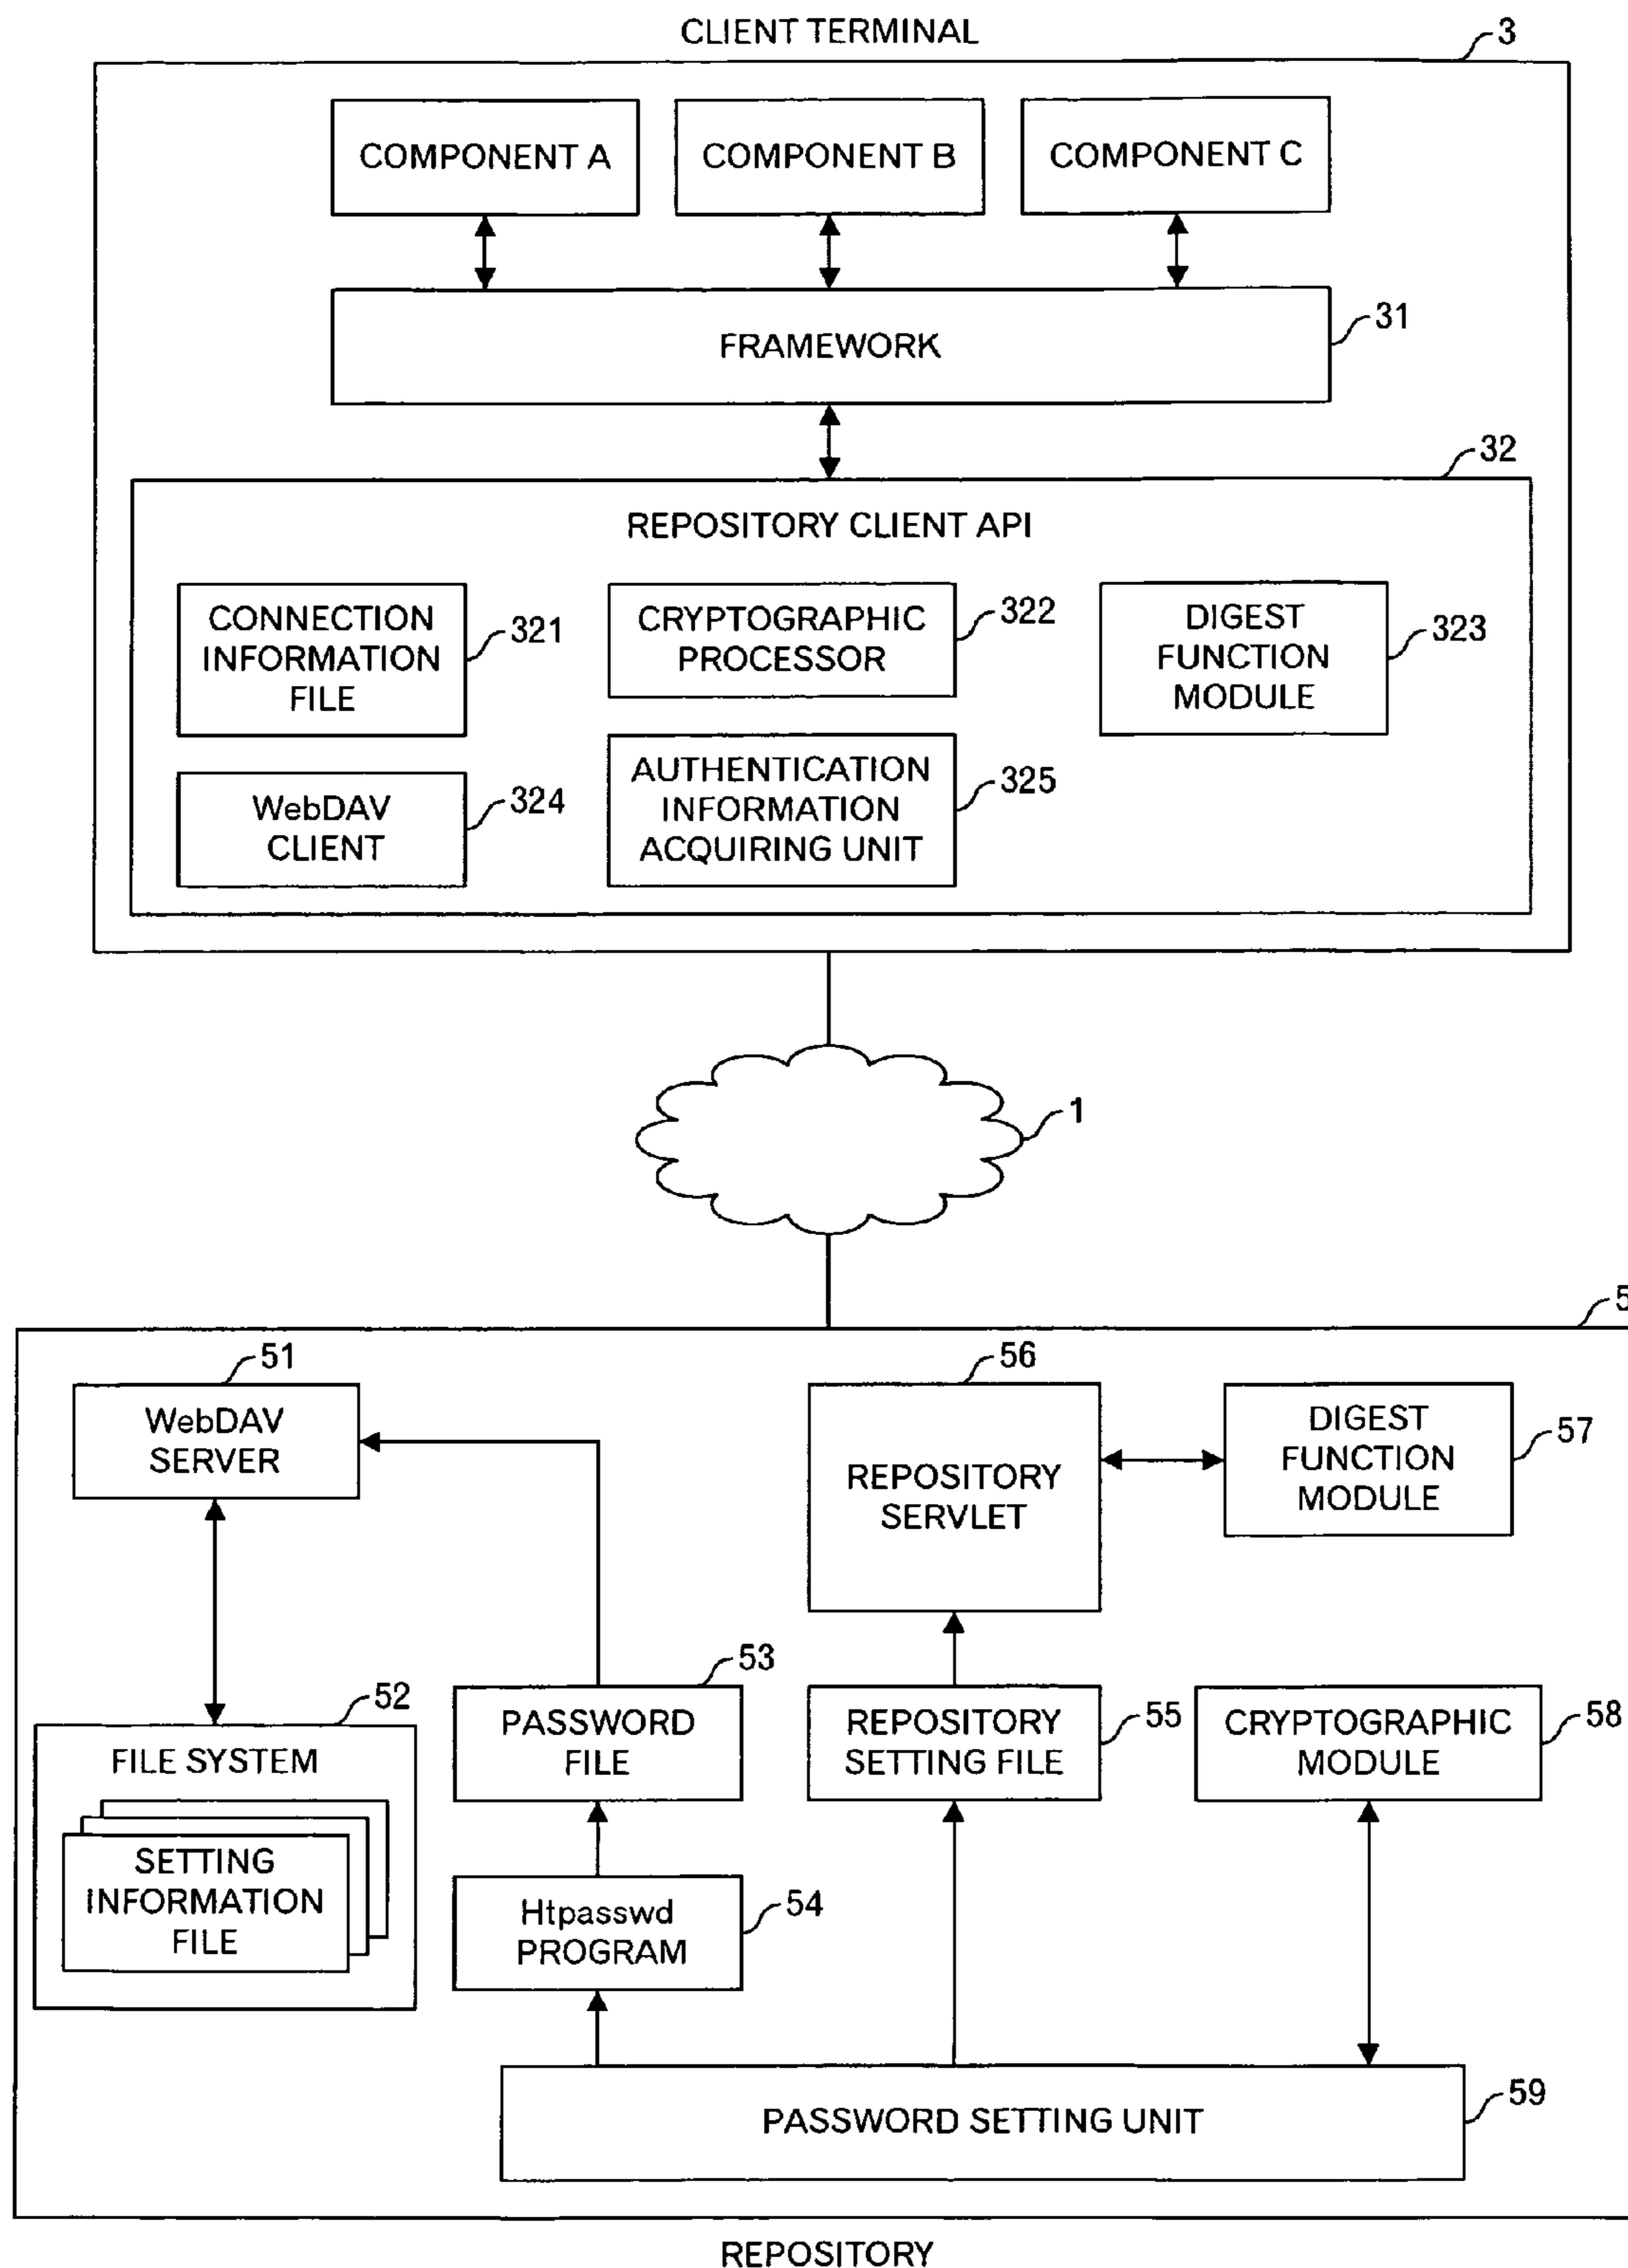 CLIENT TERMINAL
3
COMPONENT A
COMPONENT B
COMPONENT C
FRAMEWORK
31
32
REPOSITORY CLIENT API
CONNECTION
INFORMATION
FILE
321
CRYPTOGRAPHIC
PROCESSOR
322
DIGEST
FUNCTION
MODULE
323
WebDAV
CLIENT
324
AUTHENTICATION
INFORMATION
ACQUIRING UNIT
325
1
5
51
WebDAV
SERVER
56
REPOSITORY
SERVLET
DIGEST
FUNCTION
MODULE
57
52
FILE SYSTEM
SETTING
INFORMATION
FILE
53
PASSWORD
FILE
REPOSITORY
SETTING FILE
55
CRYPTOGRAPHIC
MODULE
58
Htpasswd
PROGRAM
54
PASSWORD SETTING UNIT
59
REPOSITORY